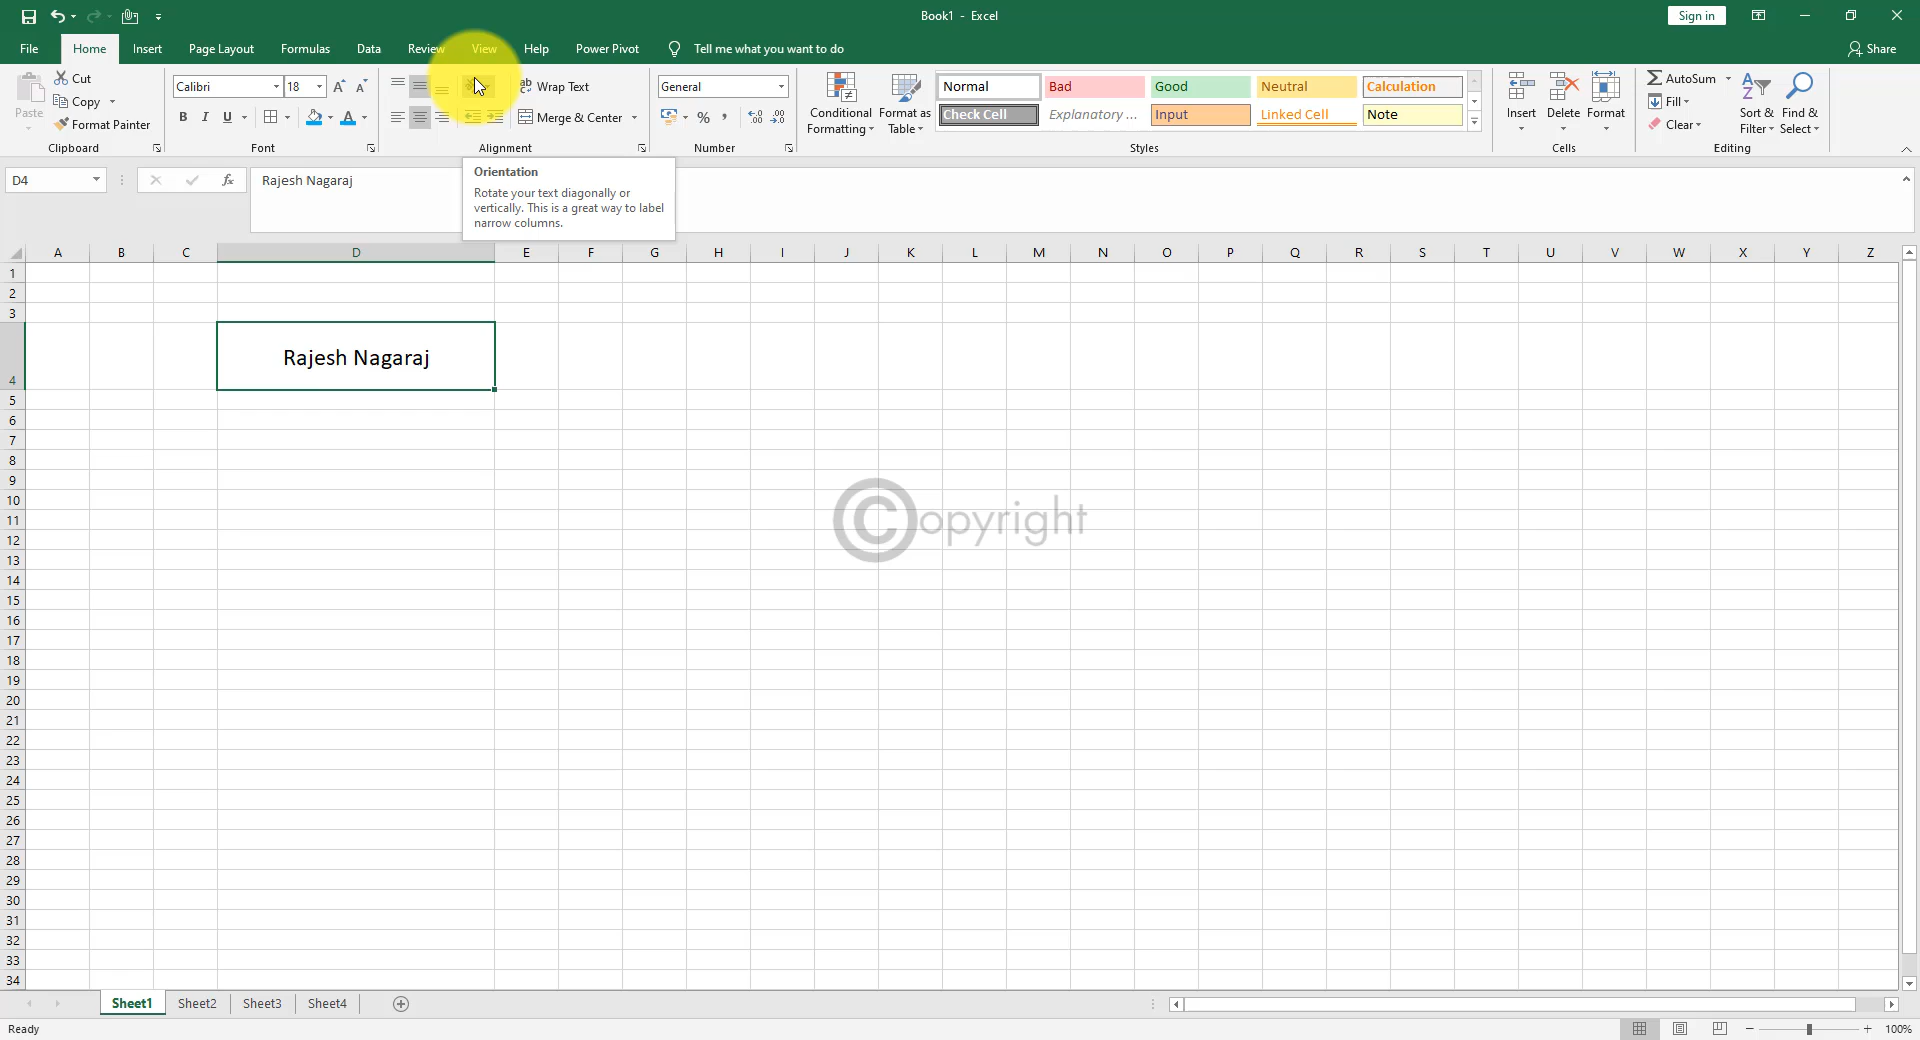 Book1 - Excel
Sign in
File Home Insert Page Layout Formulas Data Review View Help Power Pivot Tell me what you want to do Share
Paste
Cut
Copy
Format Painter
Clipboard
Calibri 18
B I U
Font
Wrap Text
Merge & Center
Alignment
General
%
Number
Conditional Formatting
Format as Table
Normal Bad Good Neutral Calculation
Check Cell Explanatory ... Input Linked Cell Note
Styles
Insert Delete Format
Cells
AutoSum
Fill
Clear
Sort & Filter
Find & Select
Editing
D4 fx Rajesh Nagaraj
Orientation
Rotate your text diagonally or
vertically. This is a great way to label
narrow columns.
A B C D E F G H I J K L M N O P Q R S T U V W X Y Z
1
2
3
4 Rajesh Nagaraj
5
6
7
8
9
10
11
12
13
14
15
16
17
18
19
20
21
22
23
24
25
26
27
28
29
30
31
32
33
34
©opyright
Sheet1 Sheet2 Sheet3 Sheet4
Ready 100%